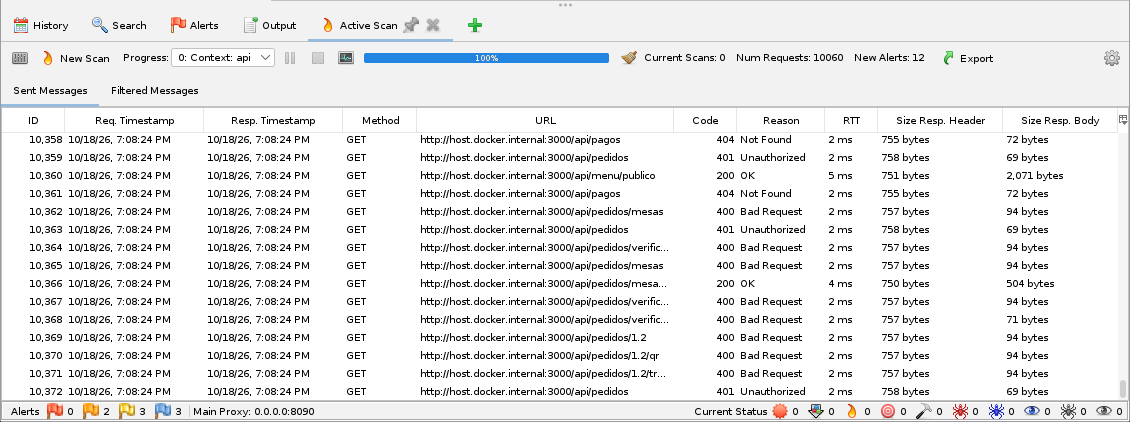 History Search Alerts Output Active Scan
New Scan Progress: 0: Context: api 100% Current Scans: 0 Num Requests: 10060 New Alerts: 12 Export
Sent Messages Filtered Messages
ID Req. Timestamp Resp. Timestamp Method URL Code Reason RTT Size Resp. Header Size Resp. Body
10,358 10/18/26, 7:08:24 PM 10/18/26, 7:08:24 PM GET http://host.docker.internal:3000/api/pagos 404 Not Found 2 ms 755 bytes 72 bytes
10,359 10/18/26, 7:08:24 PM 10/18/26, 7:08:24 PM GET http://host.docker.internal:3000/api/pedidos 401 Unauthorized 2 ms 758 bytes 69 bytes
10,360 10/18/26, 7:08:24 PM 10/18/26, 7:08:24 PM GET http://host.docker.internal:3000/api/menu/publico 200 OK 5 ms 751 bytes 2,071 bytes
10,361 10/18/26, 7:08:24 PM 10/18/26, 7:08:24 PM GET http://host.docker.internal:3000/api/pagos 404 Not Found 2 ms 755 bytes 72 bytes
10,362 10/18/26, 7:08:24 PM 10/18/26, 7:08:24 PM GET http://host.docker.internal:3000/api/pedidos/mesas 400 Bad Request 2 ms 757 bytes 94 bytes
10,363 10/18/26, 7:08:24 PM 10/18/26, 7:08:24 PM GET http://host.docker.internal:3000/api/pedidos 401 Unauthorized 2 ms 758 bytes 69 bytes
10,364 10/18/26, 7:08:24 PM 10/18/26, 7:08:24 PM GET http://host.docker.internal:3000/api/pedidos/verific... 400 Bad Request 2 ms 757 bytes 94 bytes
10,365 10/18/26, 7:08:24 PM 10/18/26, 7:08:24 PM GET http://host.docker.internal:3000/api/pedidos/mesas 400 Bad Request 2 ms 757 bytes 94 bytes
10,366 10/18/26, 7:08:24 PM 10/18/26, 7:08:24 PM GET http://host.docker.internal:3000/api/pedidos/mesa... 200 OK 4 ms 750 bytes 504 bytes
10,367 10/18/26, 7:08:24 PM 10/18/26, 7:08:24 PM GET http://host.docker.internal:3000/api/pedidos/verific... 400 Bad Request 2 ms 757 bytes 94 bytes
10,368 10/18/26, 7:08:24 PM 10/18/26, 7:08:24 PM GET http://host.docker.internal:3000/api/pedidos/verific... 400 Bad Request 2 ms 757 bytes 71 bytes
10,369 10/18/26, 7:08:24 PM 10/18/26, 7:08:24 PM GET http://host.docker.internal:3000/api/pedidos/1.2 400 Bad Request 2 ms 757 bytes 94 bytes
10,370 10/18/26, 7:08:24 PM 10/18/26, 7:08:24 PM GET http://host.docker.internal:3000/api/pedidos/1.2/qr 400 Bad Request 2 ms 757 bytes 94 bytes
10,371 10/18/26, 7:08:24 PM 10/18/26, 7:08:24 PM GET http://host.docker.internal:3000/api/pedidos/1.2/tr... 400 Bad Request 2 ms 757 bytes 94 bytes
10,372 10/18/26, 7:08:24 PM 10/18/26, 7:08:24 PM GET http://host.docker.internal:3000/api/pedidos 401 Unauthorized 2 ms 758 bytes 69 bytes
Alerts 0 2 3 3 Main Proxy: 0.0.0.0:8090 Current Status 0 0 0 0 0 0 0 0 0 0